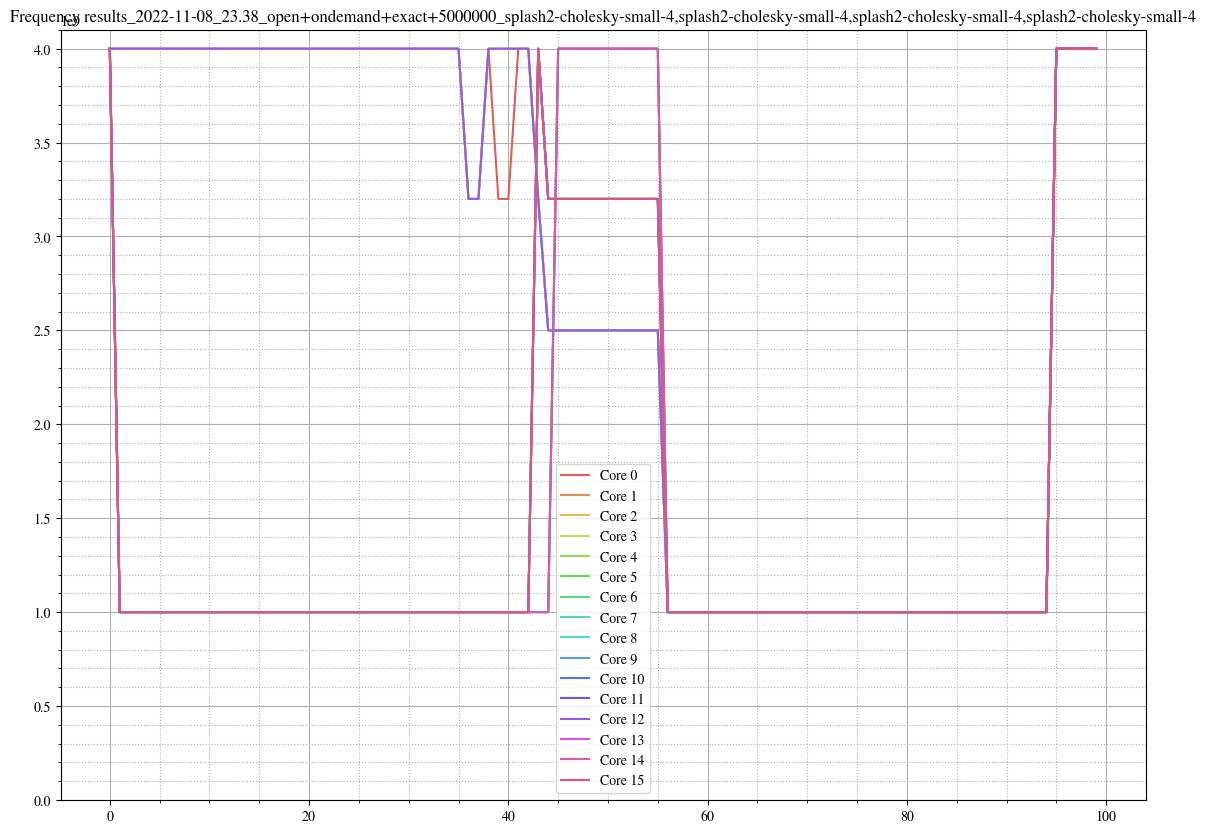 Frequency results_2022-11-08_23.38_open+ondemand+exact+5000000_splash2-cholesky-small-4,splash2-cholesky-small-4,splash2-cholesky-small-4,splash2-cholesky-small-4
1e9
4.0
3.5
3.0
2.5
2.0
1.5
1.0
0.5
0.0
Core 0
Core 1
Core 2
Core 3
Core 4
Core 5
Core 6
Core 7
Core 8
Core 9
Core 10
Core 11
Core 12
Core 13
Core 14
Core 15
0 20 40 60 80 100